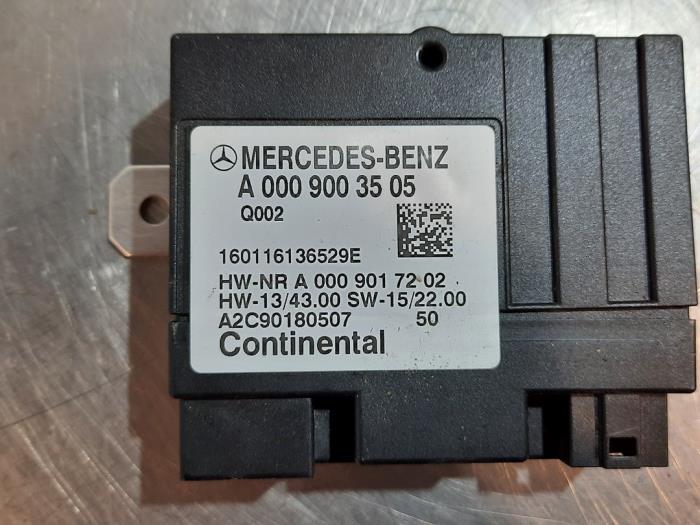 MERCEDES-BENZ
A 000 900 35 05
Q002
160116136529E
HW-NR A 000 901 72 02
HW-13/43.00 SW-15/22.00
A2C90180507 50
Continental